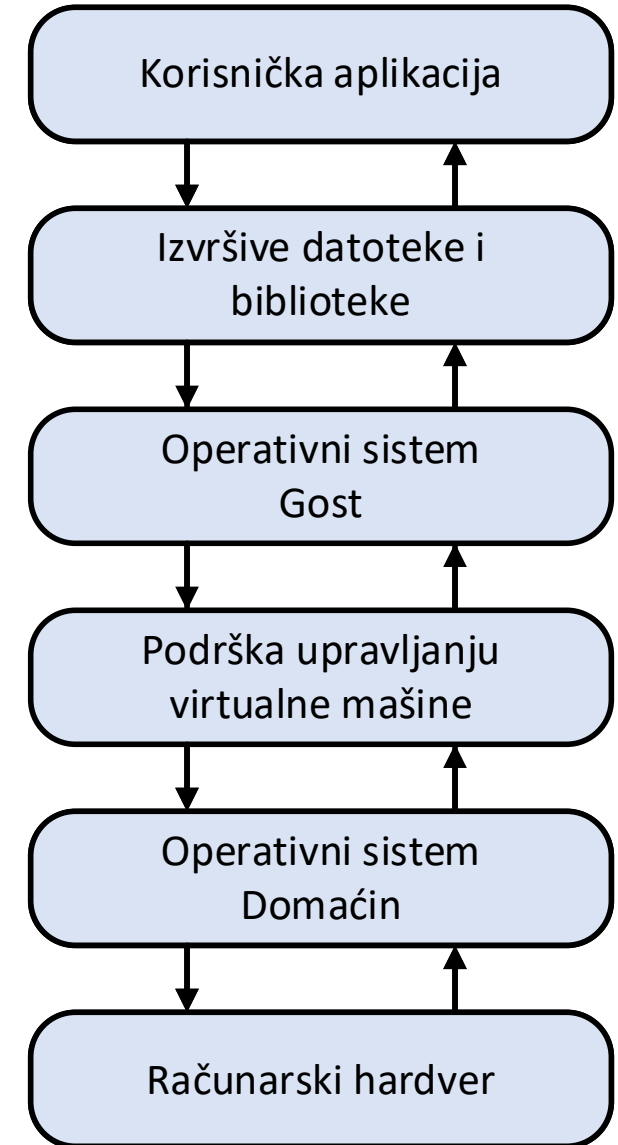 Korisnička aplikacija
Izvršive datoteke i
biblioteke
Operativni sistem
Gost
Podrška upravljanju
virtualne mašine
Operativni sistem
Domaćin
Računarski hardver